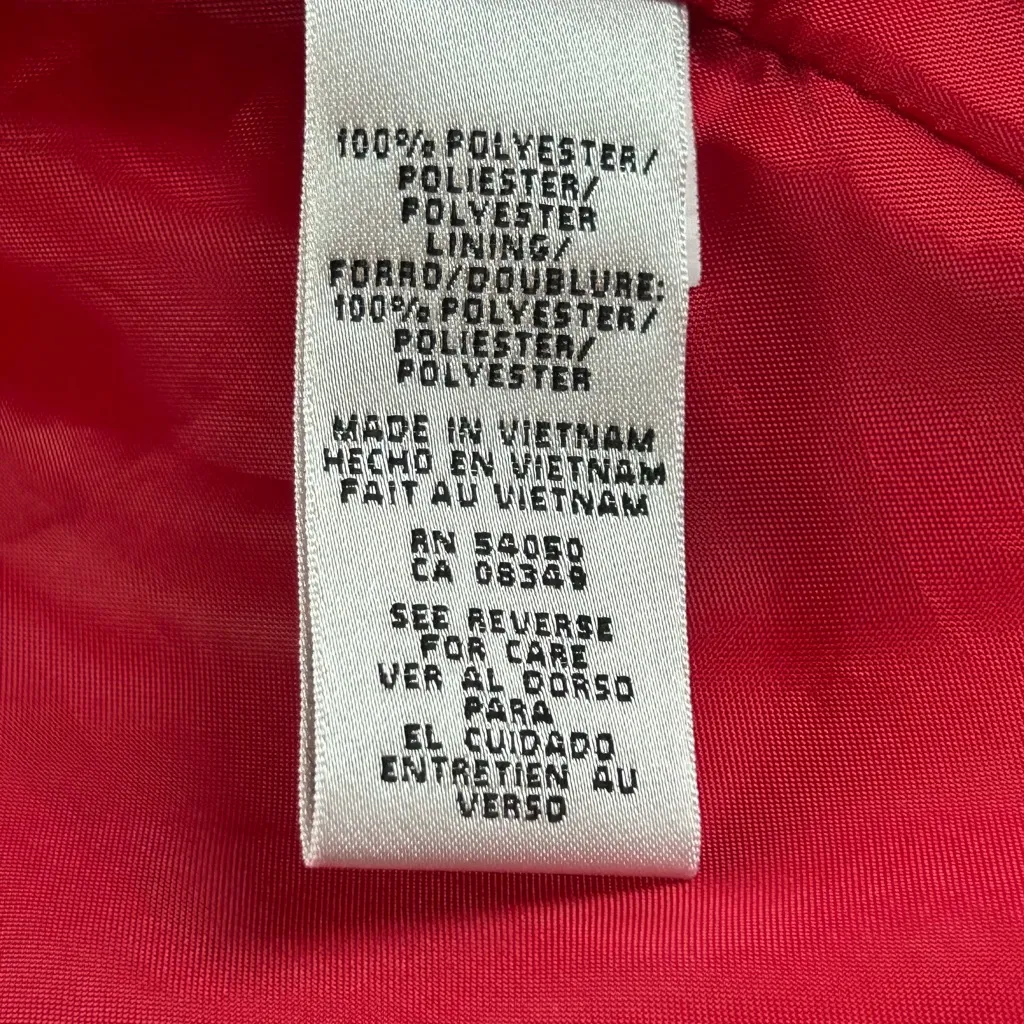 100% POLYESTER/
POLIESTER/
POLYESTER
LINING/
FORRO/DOUBLURE:
100% POLYESTER/
POLIESTER/
POLYESTER
MADE IN VIETNAM
HECHO EN VIETNAM
FAIT AU VIETNAM
RN 54050
CA 08349
SEE REVERSE
FOR CARE
VER AL DORSO
PARA
EL CUIDADO
ENTRETIEN AU
VERSO